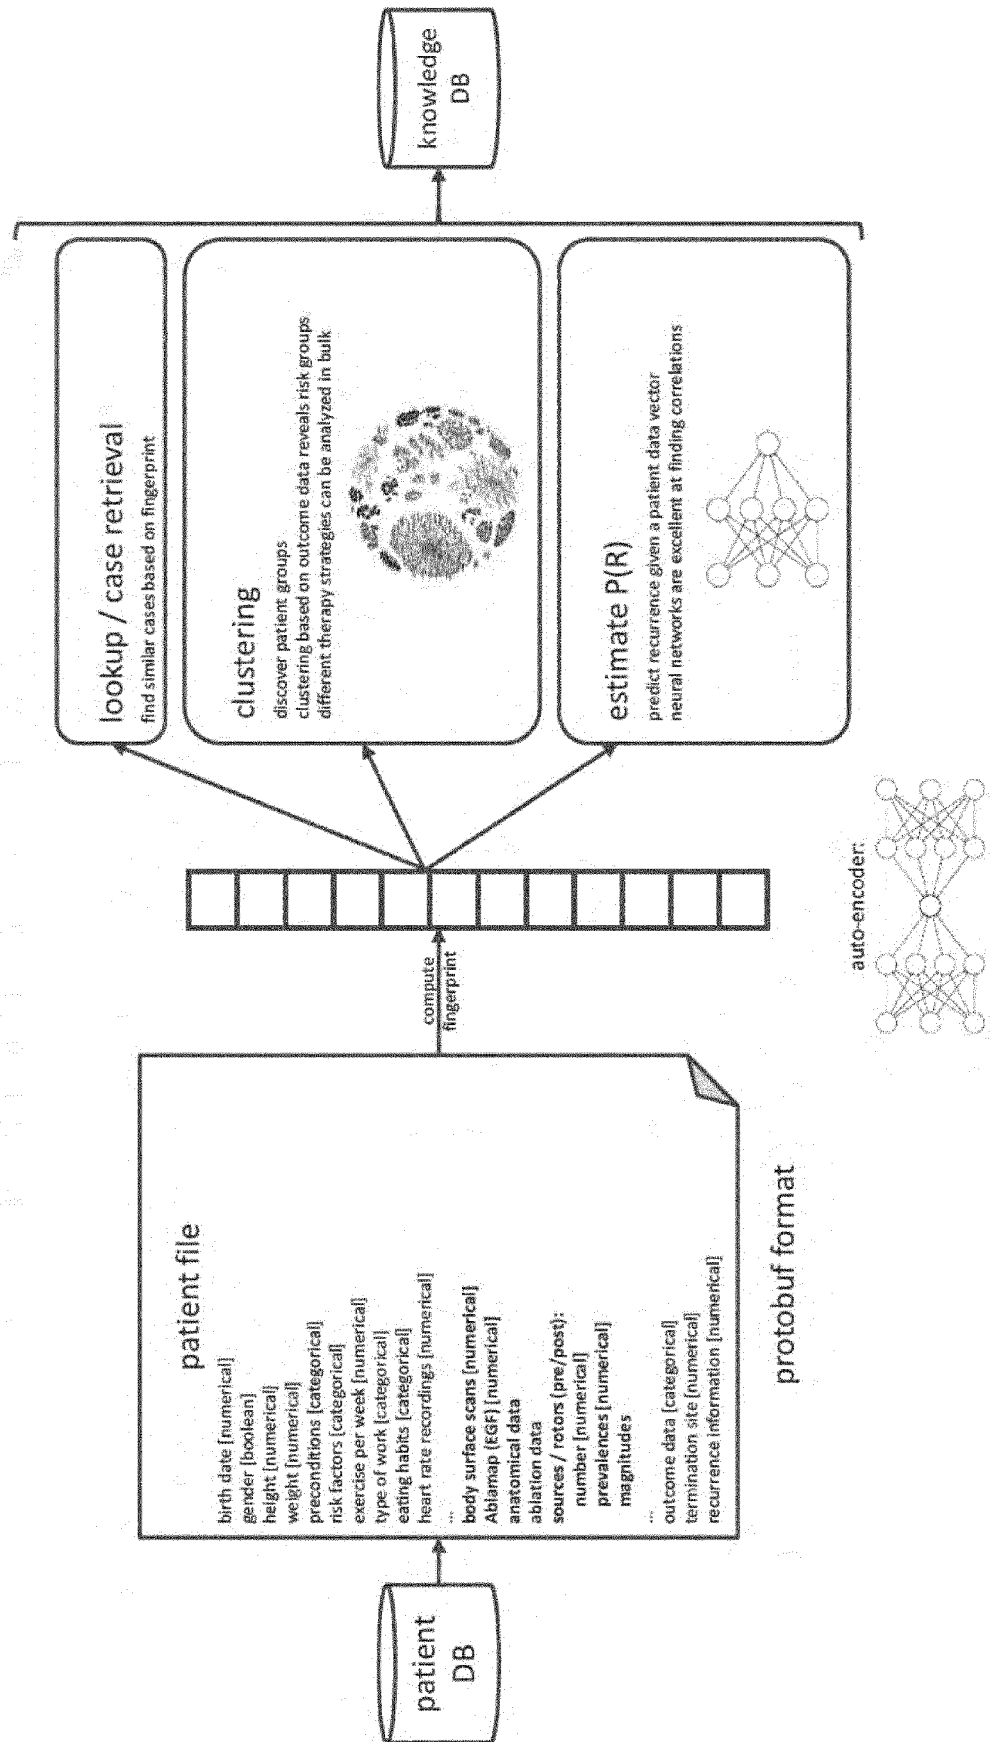 patient
DB
patient file
birth date [numerical]
gender [boolean]
height [numerical]
weight [numerical]
preconditions [categorical]
risk factors [categorical]
exercise per week [numerical]
type of work [categorical]
eating habits [categorical]
heart rate recordings [numerical]
...
body surface scans [numerical]
Ablamap (EGF) [numerical]
anatomical data
ablation data
sources / rotors (pre/post):
number [numerical]
prevalences [numerical]
magnitudes
...
outcome data [categorical]
termination site [numerical]
recurrence information [numerical]
protobuf format
compute
fingerprint
auto-encoder:
lookup / case retrieval
find similar cases based on fingerprint
clustering
discover patient groups
clustering based on outcome data reveals risk groups
different therapy strategies can be analyzed in bulk
estimate P(R)
predict recurrence given a patient data vector
neural networks are excellent at finding correlations
knowledge
DB